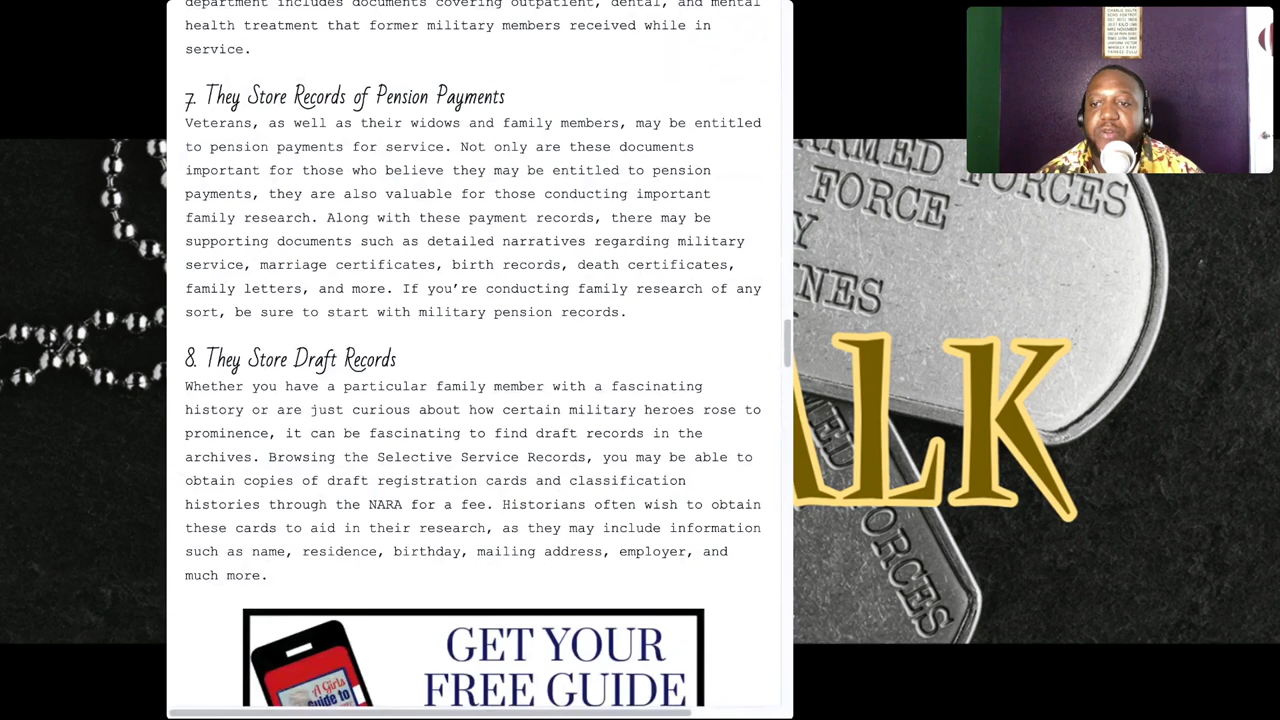 department includes documents covering outpatient, dental, and mental
health treatment that former military members received while in
service.
7. They Store Records of Pension Payments
Veterans, as well as their widows and family members, may be entitled
to pension payments for service. Not only are these documents
important for those who believe they may be entitled to pension
payments, they are also valuable for those conducting important
family research. Along with these payment records, there may be
supporting documents such as detailed narratives regarding military
service, marriage certificates, birth records, death certificates,
family letters, and more. If you’re conducting family research of any
sort, be sure to start with military pension records.
8. They Store Draft Records
Whether you have a particular family member with a fascinating
history or are just curious about how certain military heroes rose to
prominence, it can be fascinating to find draft records in the
archives. Browsing the Selective Service Records, you may be able to
obtain copies of draft registration cards and classification
histories through the NARA for a fee. Historians often wish to obtain
these cards to aid in their research, as they may include information
such as name, residence, birthday, mailing address, employer, and
much more.
GET YOUR
FREE GUIDE
A Girls
guide to
ARMED FORCES
FORCE
Y
INES
ALK
FORCES